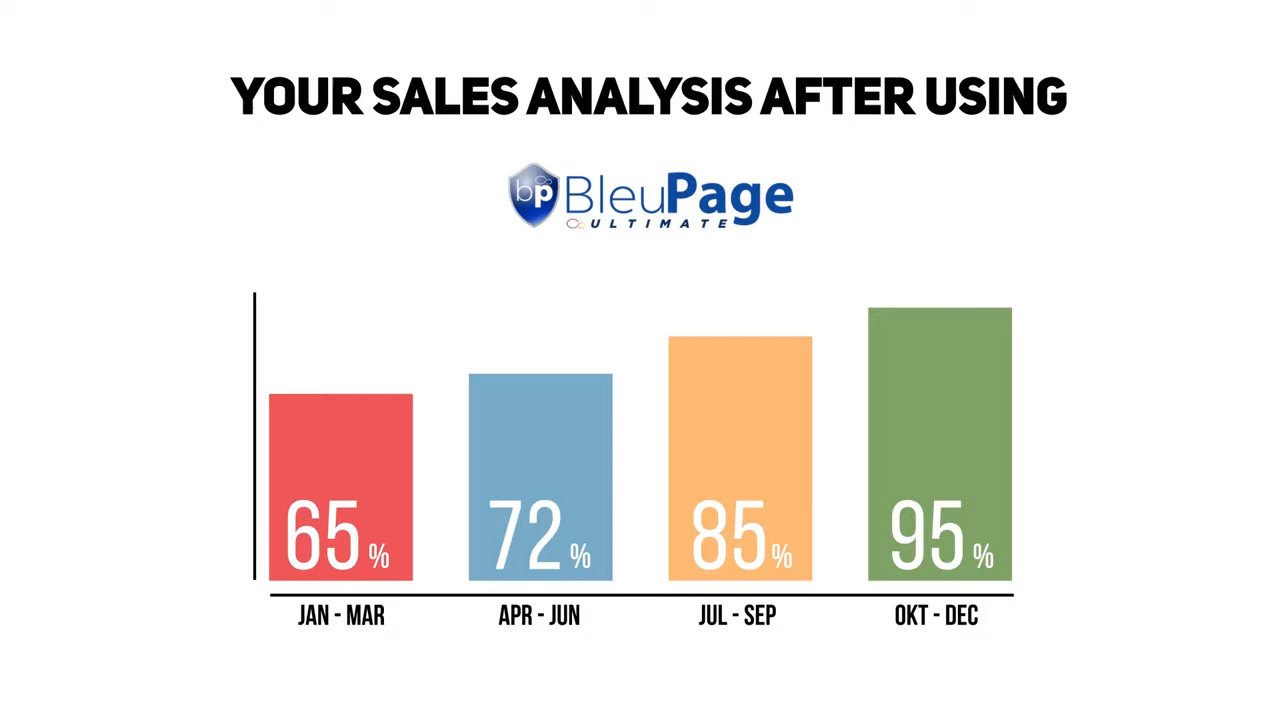 YOUR SALES ANALYSIS AFTER USING
bp BleuPage
ULTIMATE
65 % 72 % 85 % 95 %
JAN - MAR APR - JUN JUL - SEP OKT - DEC